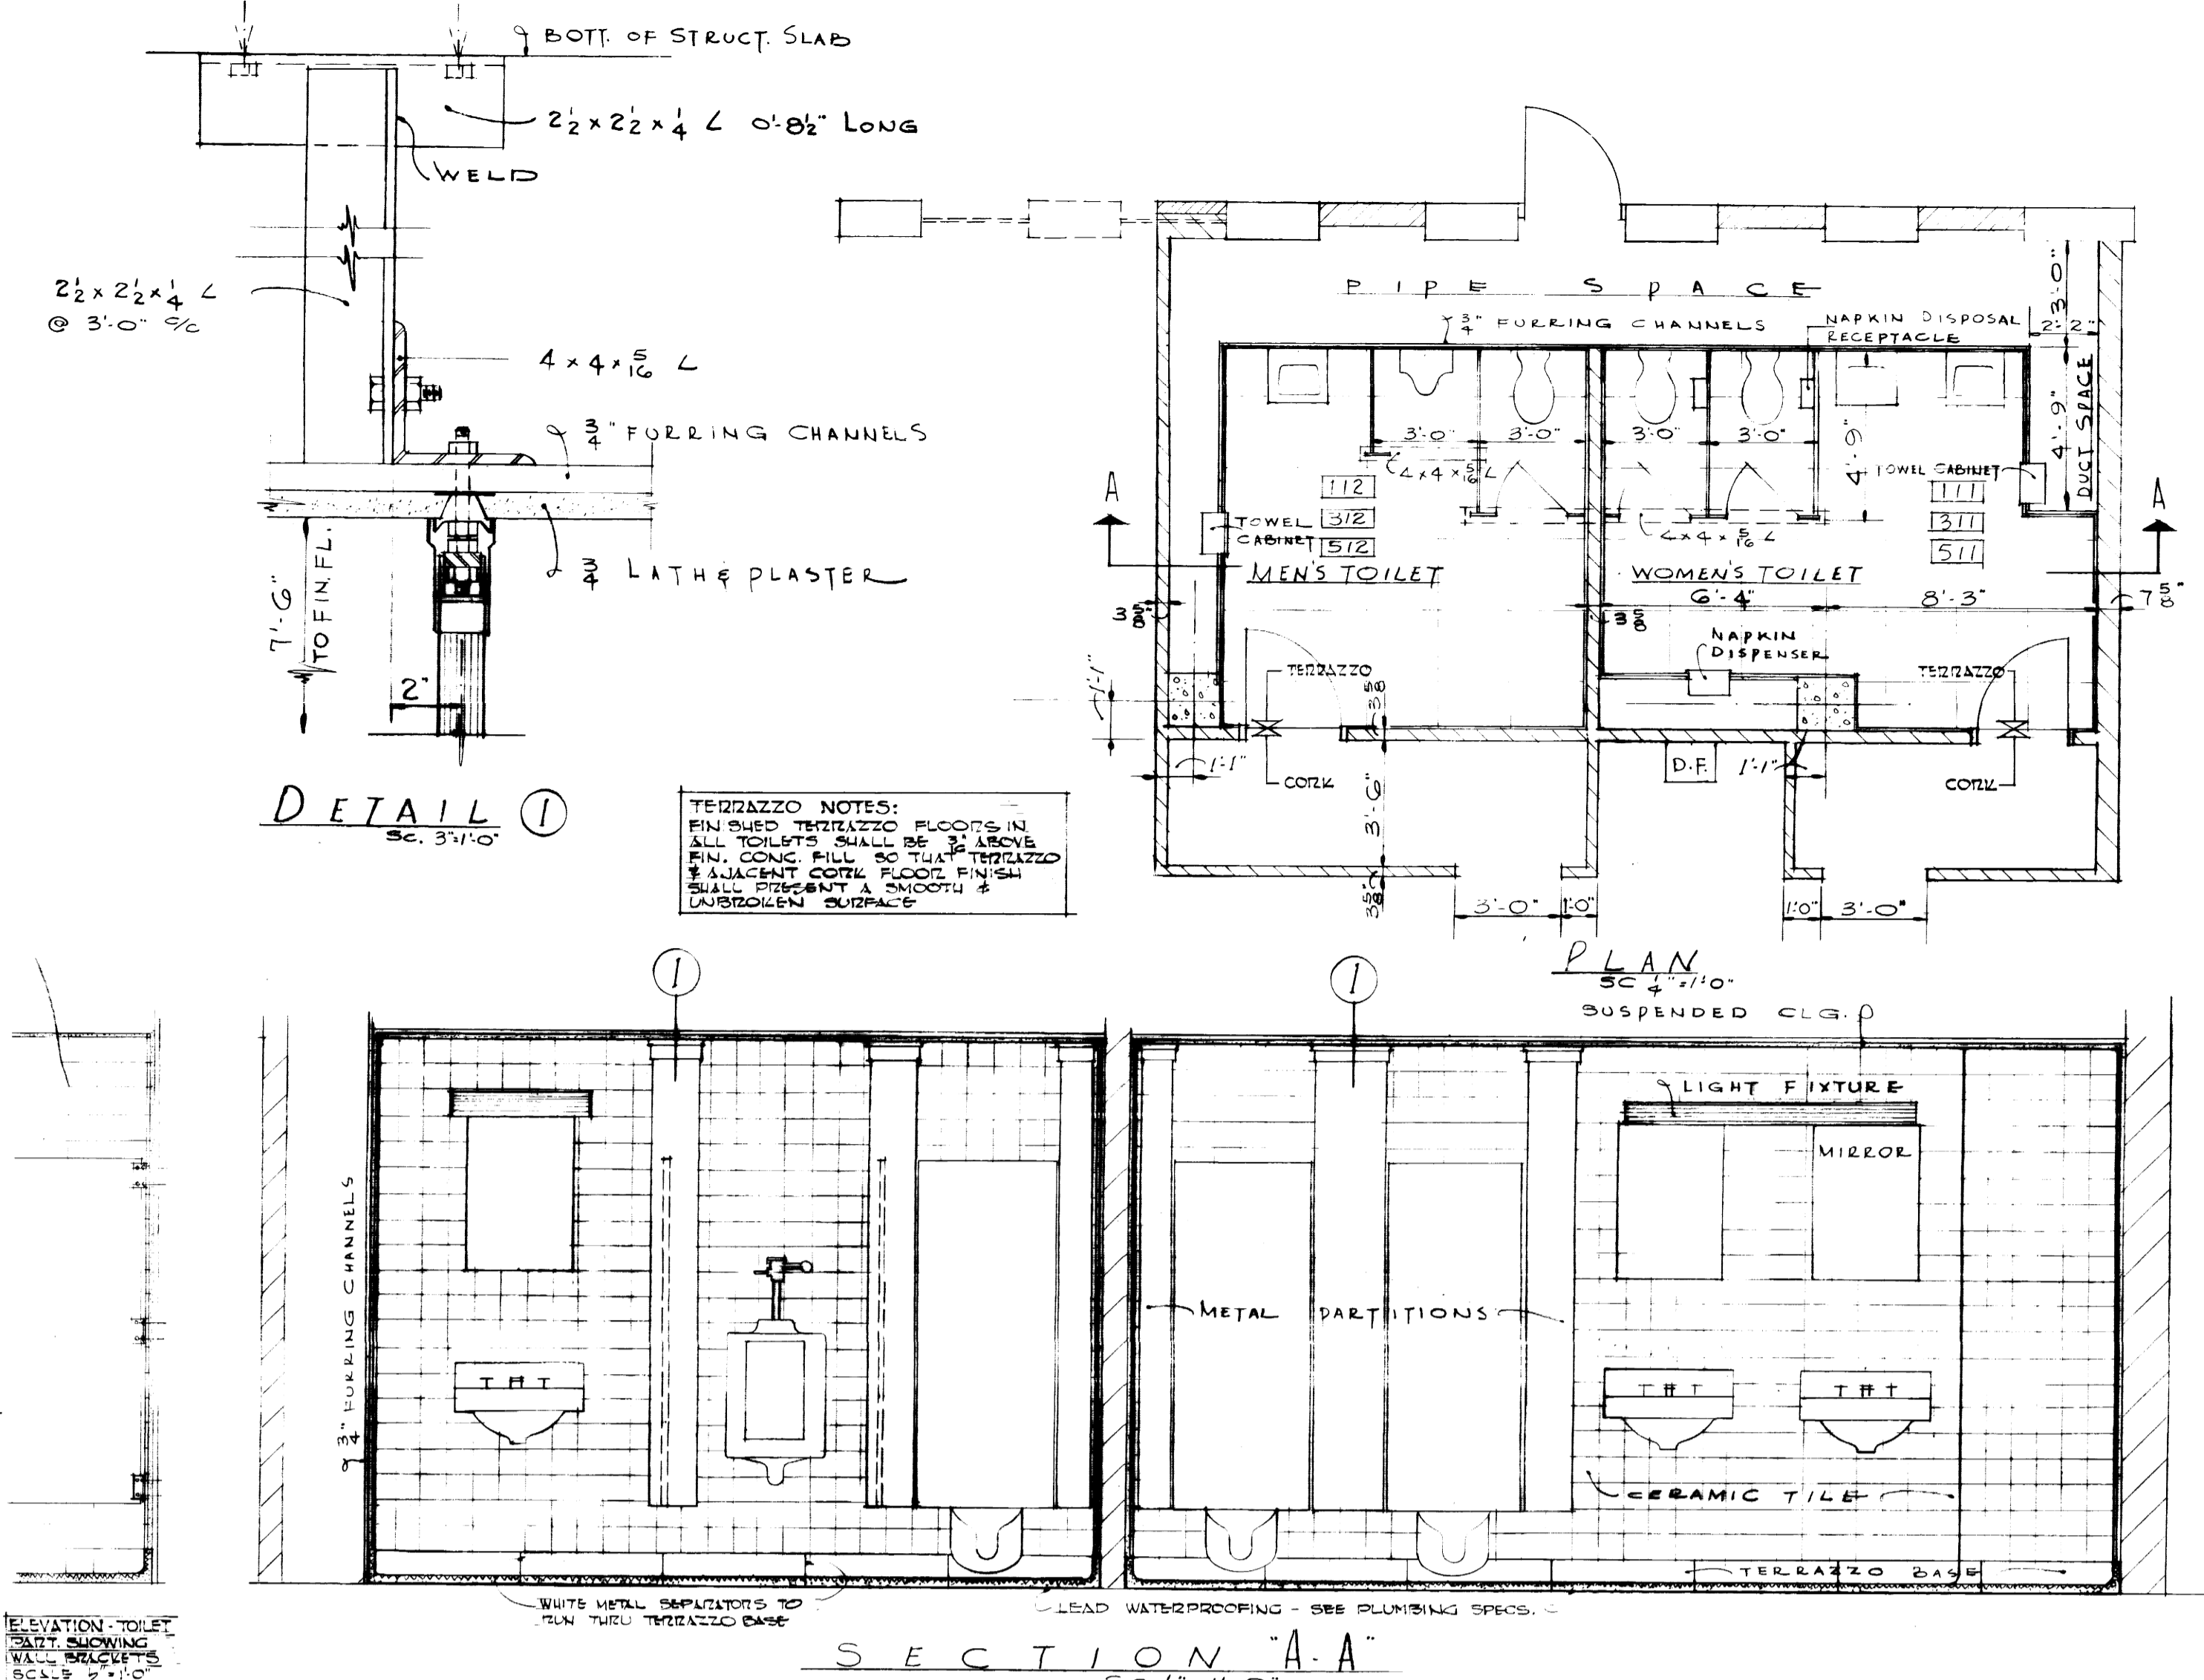 BOTT. OF STRUCT. SLAB
2½ x 2½ x ¼ L 0'-8½" LONG
WELD
2½ x 2½ x ¼ L
@ 3'-0" c/c
4 x 4 x 5/16 L
¾" FURRING CHANNELS
¾ LATH & PLASTER
7'-6"
TO FIN. FL.
2"
DETAIL 1
SC. 3"=1'-0"
TERRAZZO NOTES:
FINISHED TERRAZZO FLOORS IN
ALL TOILETS SHALL BE 3/16" ABOVE
FIN. CONC. FILL SO THAT TERRAZZO
& AJACENT CORK FLOOR FINISH
SHALL PRESENT A SMOOTH &
UNBROKEN SURFACE
PIPE SPACE
¾" FURRING CHANNELS
NAPKIN DISPOSAL
RECEPTACLE
3'-0"
2'-2"
4'-9"
DUCT SPACE
3'-0" 3'-0" 3'-0" 3'-0"
4 x 4 x 5/16 L
4'-9"
TOWEL CABINET
112
312
512
111
311
511
A
A
TOWEL
CABINET
4 x 4 x 5/16 L
MEN'S TOILET
WOMEN'S TOILET
6'-4" 8'-3"
3⅝
3⅝
7⅝"
NAPKIN
DISPENSER
TERRAZZO
TERRAZZO
1'-1"
3⅝
1'-1"
CORK
D.F.
1'-1"
CORK
3'-6"
3⅝"
3'-0" 1'-0"
1'0" 3'-0"
PLAN
SC ¼"=1'0"
SUSPENDED CLG.
1
1
LIGHT FIXTURE
MIRROR
¾" FURRING CHANNELS
METAL PARTITIONS
CERAMIC TILE
TERRAZZO BASE
WHITE METAL SEPARATORS TO
RUN THRU TERRAZZO BASE
LEAD WATERPROOFING - SEE PLUMBING SPECS.
SECTION "A-A"
ELEVATION - TOILET
PART. SHOWING
WALL BRACKETS